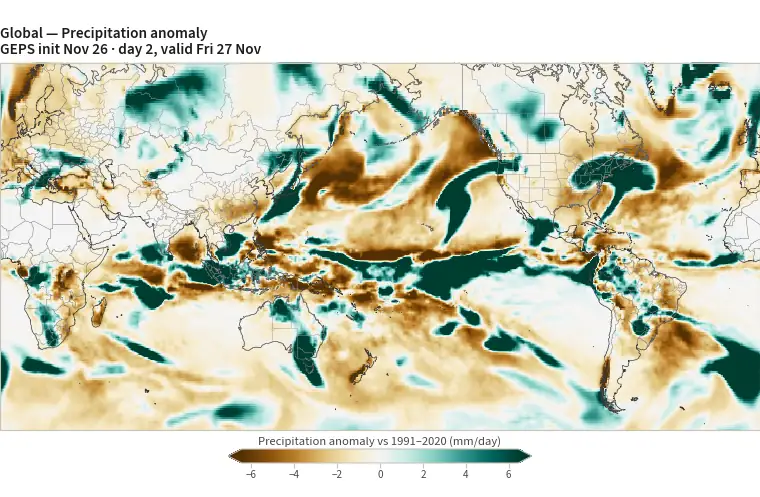 Global — Precipitation anomaly
GEPS init Nov 26 · day 2, valid Fri 27 Nov
Precipitation anomaly vs 1991–2020 (mm/day)
−6 −4 −2 0 2 4 6